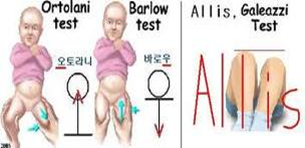 Ortolani
test
오토라니
Barlow
test
바로우
Allis, Galeazzi
Test
Allis